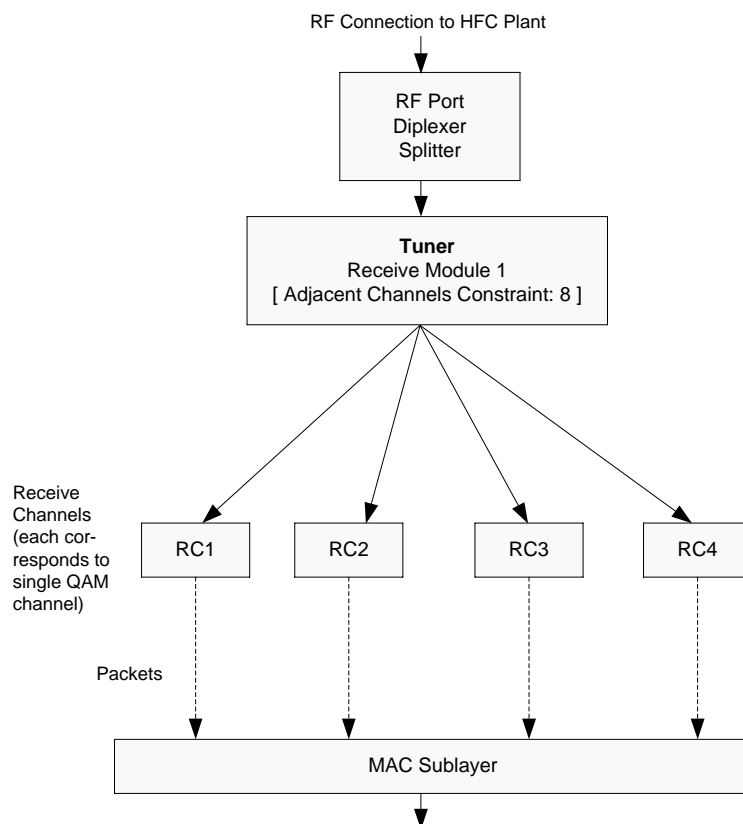 RF Connection to HFC Plant
RF Port
Diplexer
Splitter
Tuner
Receive Module 1
[ Adjacent Channels Constraint: 8 ]
Receive
Channels
(each cor-
responds to
single QAM
channel)
RC1
RC2
RC3
RC4
Packets
MAC Sublayer